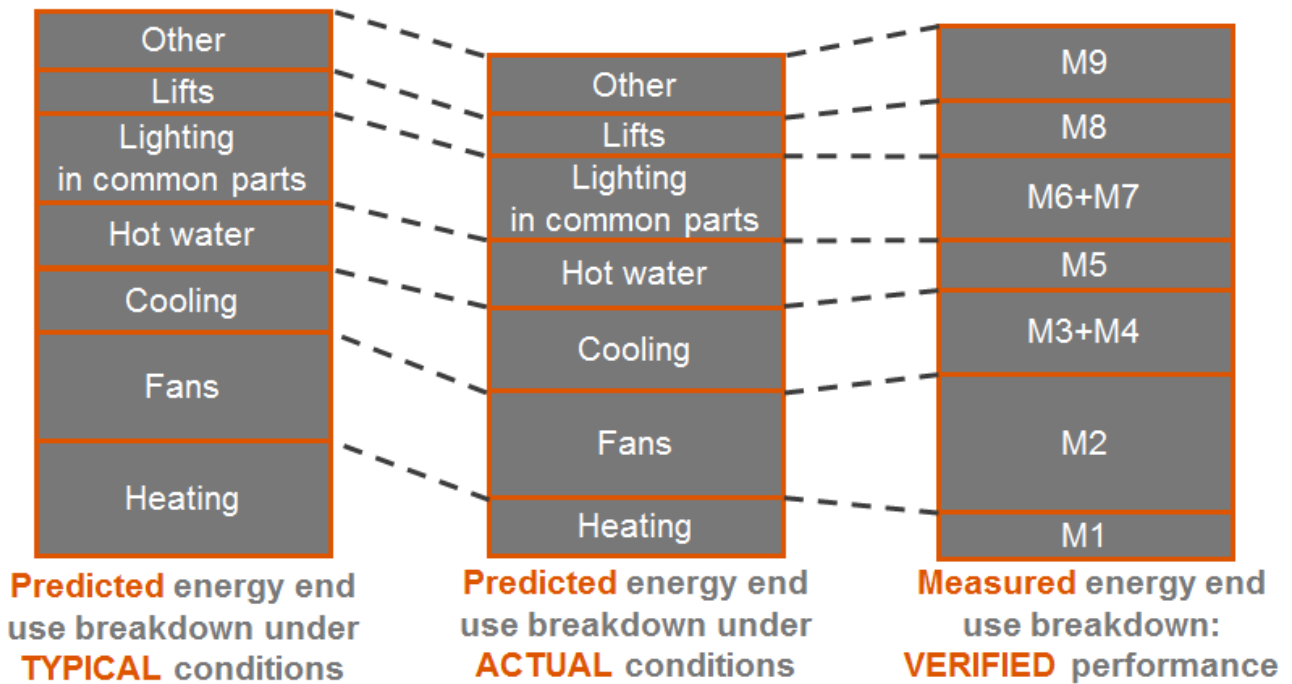 Other
Lifts
Lighting
in common parts
Hot water
Cooling
Fans
Heating
Predicted energy end
use breakdown under
TYPICAL conditions
Other
Lifts
Lighting
in common parts
Hot water
Cooling
Fans
Heating
Predicted energy end
use breakdown under
ACTUAL conditions
M9
M8
M6+M7
M5
M3+M4
M2
M1
Measured energy end
use breakdown:
VERIFIED performance